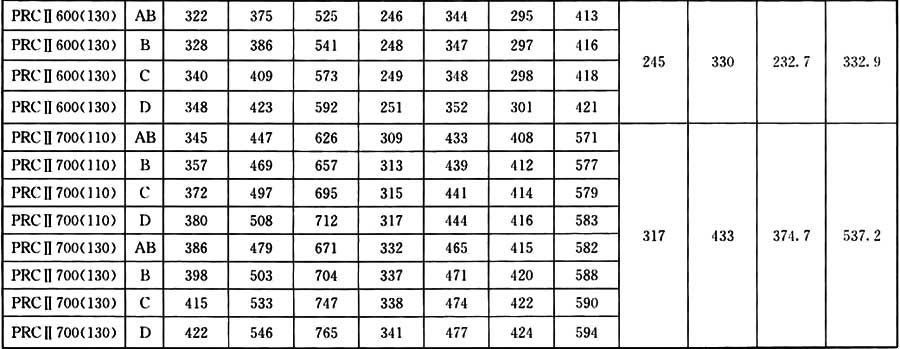 PRCⅡ600(130) AB 322 375 525 246 344 295 413
PRCⅡ600(130) B 328 386 541 248 347 297 416
245 330 232.7 332.9
PRCⅡ600(130) C 340 409 573 249 348 298 418
PRCⅡ600(130) D 348 423 592 251 352 301 421
PRCⅡ700(110) AB 345 447 626 309 433 408 571
PRCⅡ700(110) B 357 469 657 313 439 412 577
PRCⅡ700(110) C 372 497 695 315 441 414 579
PRCⅡ700(110) D 380 508 712 317 444 416 583
317 433 374.7 537.2
PRCⅡ700(130) AB 386 479 671 332 465 415 582
PRCⅡ700(130) B 398 503 704 337 471 420 588
PRCⅡ700(130) C 415 533 747 338 474 422 590
PRCⅡ700(130) D 422 546 765 341 477 424 594